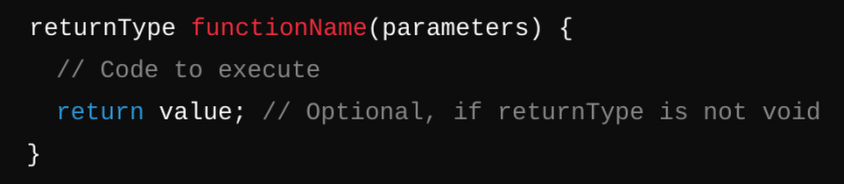 returnType functionName(parameters) {
  // Code to execute
  return value; // Optional, if returnType is not void
}